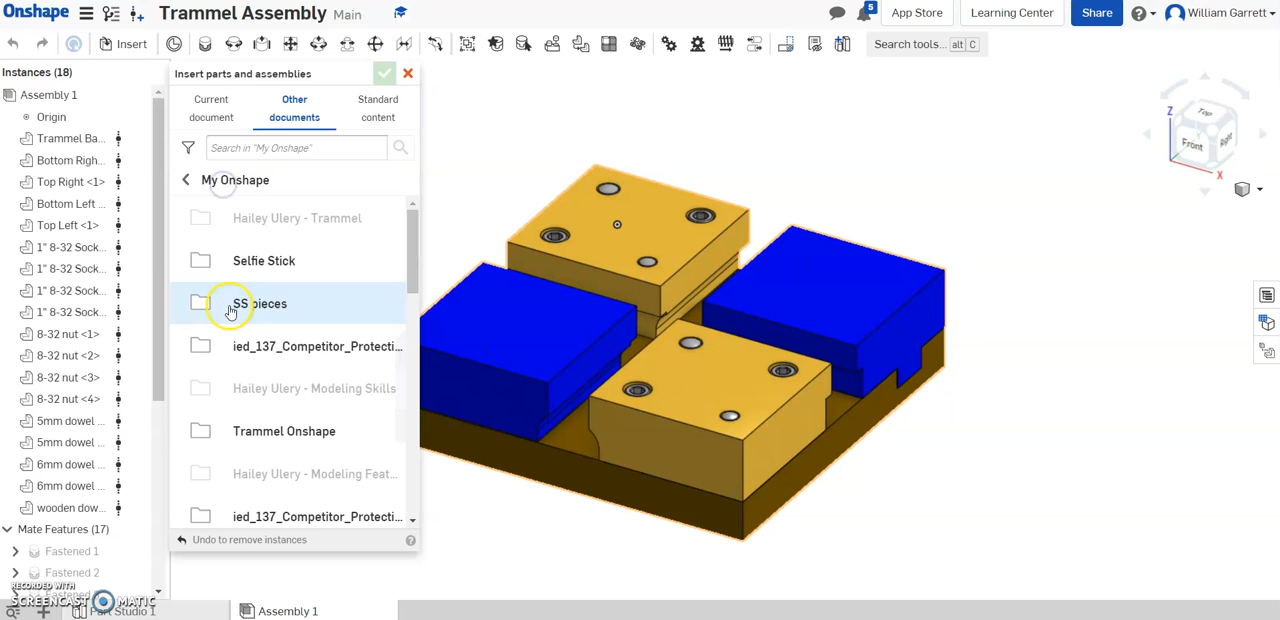 Onshape Trammel Assembly Main 5 App Store Learning Center Share William Garrett
Insert Search tools... alt C
Instances (18)
Assembly 1
Origin
Trammel Ba...
Bottom Righ...
Top Right <1>
Bottom Left ...
Top Left <1>
1" 8-32 Sock...
1" 8-32 Sock...
1" 8-32 Sock...
1" 8-32 Sock...
8-32 nut <1>
8-32 nut <2>
8-32 nut <3>
8-32 nut <4>
5mm dowel ...
5mm dowel ...
6mm dowel ...
6mm dowel ...
wooden dow...
Mate Features (17)
Fastened 1
Fastened 2
Insert parts and assemblies
Current document
Other documents
Standard content
Search in "My Onshape"
My Onshape
Hailey Ulery - Trammel
Selfie Stick
SS pieces
ied_137_Competitor_Protecti...
Hailey Ulery - Modeling Skills
Trammel Onshape
Hailey Ulery - Modeling Feat...
ied_137_Competitor_Protecti...
Undo to remove instances
Top
Front
Right
Z
X
RECORDED WITH
SCREENCAST MATIC
Part Studio 1
Assembly 1